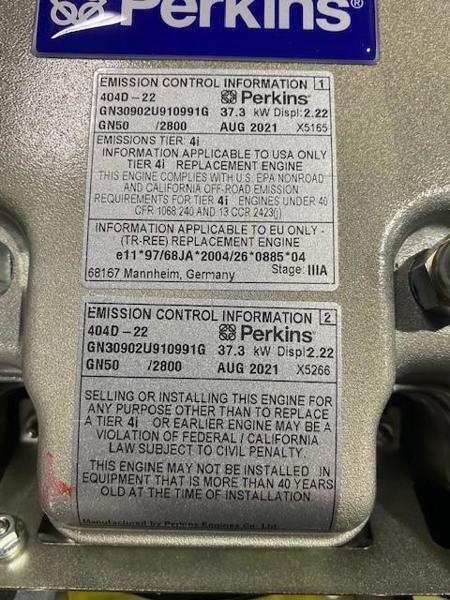 Perkins®
EMISSION CONTROL INFORMATION 1
404D-22 Perkins
GN30902U910991G 37.3 kW Displ:2.22
GN50 /2800 AUG 2021 X5165
EMISSIONS TIER: 4i
INFORMATION APPLICABLE TO USA ONLY
TIER 4i REPLACEMENT ENGINE
THIS ENGINE COMPLIES WITH U.S. EPA NONROAD
AND CALIFORNIA OFF-ROAD EMISSION
REQUIREMENTS FOR TIER 4i ENGINES UNDER 40
CFR 1068.240 AND 13 CCR 2423(j)
INFORMATION APPLICABLE TO EU ONLY -
(TR-REE) REPLACEMENT ENGINE
e11*97/68JA*2004/26*0885*04
68167 Mannheim, Germany Stage: IIIA
EMISSION CONTROL INFORMATION 2
404D-22 Perkins
GN30902U910991G 37.3 kW Displ:2.22
GN50 /2800 AUG 2021 X5266
SELLING OR INSTALLING THIS ENGINE FOR
ANY PURPOSE OTHER THAN TO REPLACE
A TIER 4i OR EARLIER ENGINE MAY BE A
VIOLATION OF FEDERAL / CALIFORNIA
LAW SUBJECT TO CIVIL PENALTY.
THIS ENGINE MAY NOT BE INSTALLED IN
EQUIPMENT THAT IS MORE THAN 40 YEARS
OLD AT THE TIME OF INSTALLATION
Manufactured by Perkins Engines Co. Ltd.